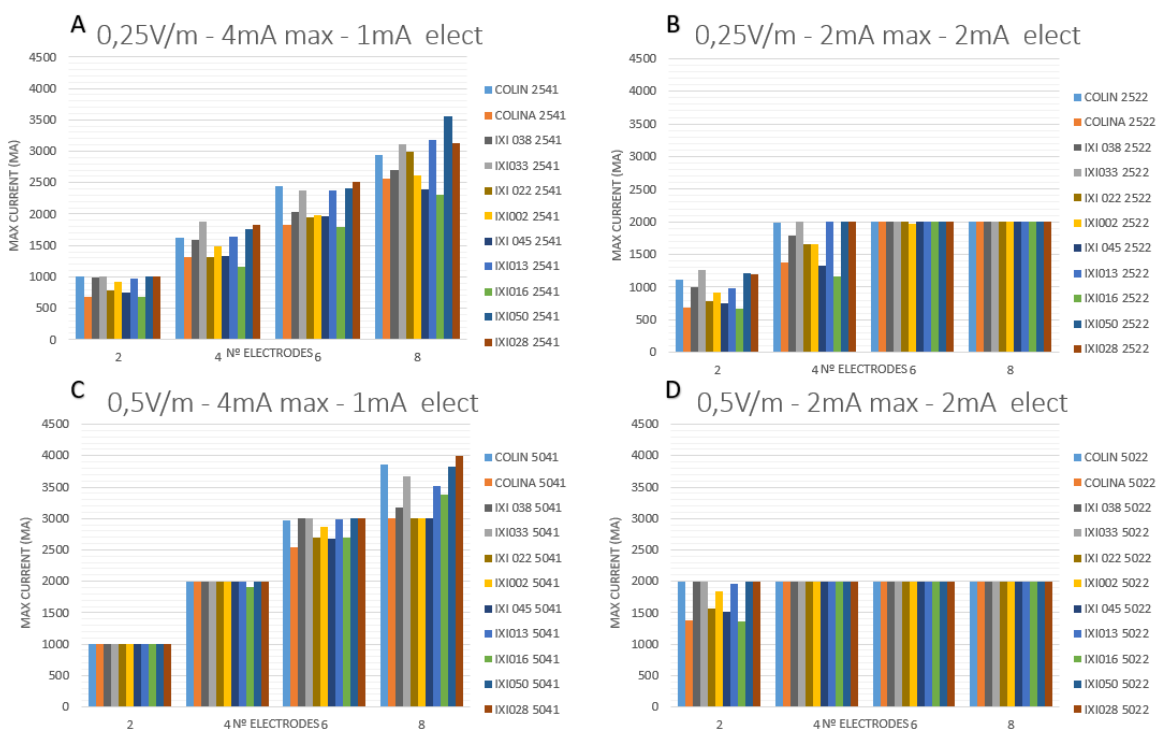 A
0,25V/m - 4mA max - 1mA elect
4500
4000
3500
3000
2500
2000
1500
1000
500
0
MAX CURRENT (MA)
2
4
Nº ELECTRODES
6
8
COLIN 2541
COLINA 2541
IXI 038 2541
IXI033 2541
IXI 022 2541
IXI002 2541
IXI 045 2541
IXI013 2541
IXI016 2541
IXI050 2541
IXI028 2541
B
0,25V/m - 2mA max - 2mA elect
4500
4000
3500
3000
2500
2000
1500
1000
500
0
MAX CURRENT (MA)
2
4
Nº ELECTRODES
6
8
COLIN 2522
COLINA 2522
IXI 038 2522
IXI033 2522
IXI 022 2522
IXI002 2522
IXI 045 2522
IXI013 2522
IXI016 2522
IXI050 2522
IXI028 2522
C
0,5V/m - 4mA max - 1mA elect
4500
4000
3500
3000
2500
2000
1500
1000
500
0
MAX CURRENT (MA)
2
4
Nº ELECTRODES
6
8
COLIN 5041
COLINA 5041
IXI 038 5041
IXI033 5041
IXI 022 5041
IXI002 5041
IXI 045 5041
IXI013 5041
IXI016 5041
IXI050 5041
IXI028 5041
D
0,5V/m - 2mA max - 2mA elect
4500
4000
3500
3000
2500
2000
1500
1000
500
0
MAX CURRENT (MA)
2
4
Nº ELECTRODES
6
8
COLIN 5022
COLINA 5022
IXI 038 5022
IXI033 5022
IXI 022 5022
IXI002 5022
IXI 045 5022
IXI013 5022
IXI016 5022
IXI050 5022
IXI028 5022